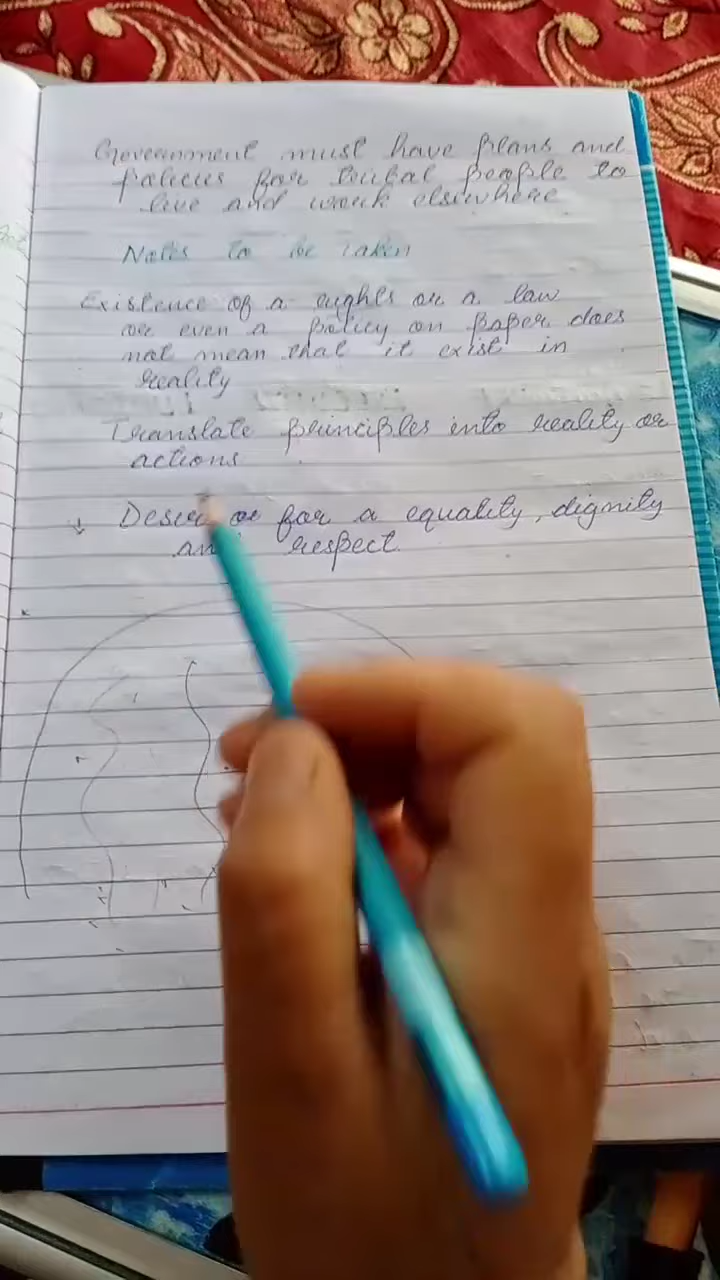 Government must have plans and
policies for tribal people to
live and work elsewhere
Notes to be taken
Existence of a rights or a law
or even a policy on paper does
not mean that it exist in
reality
Translate principles into reality or
actions
or for a equality, dignity
respect